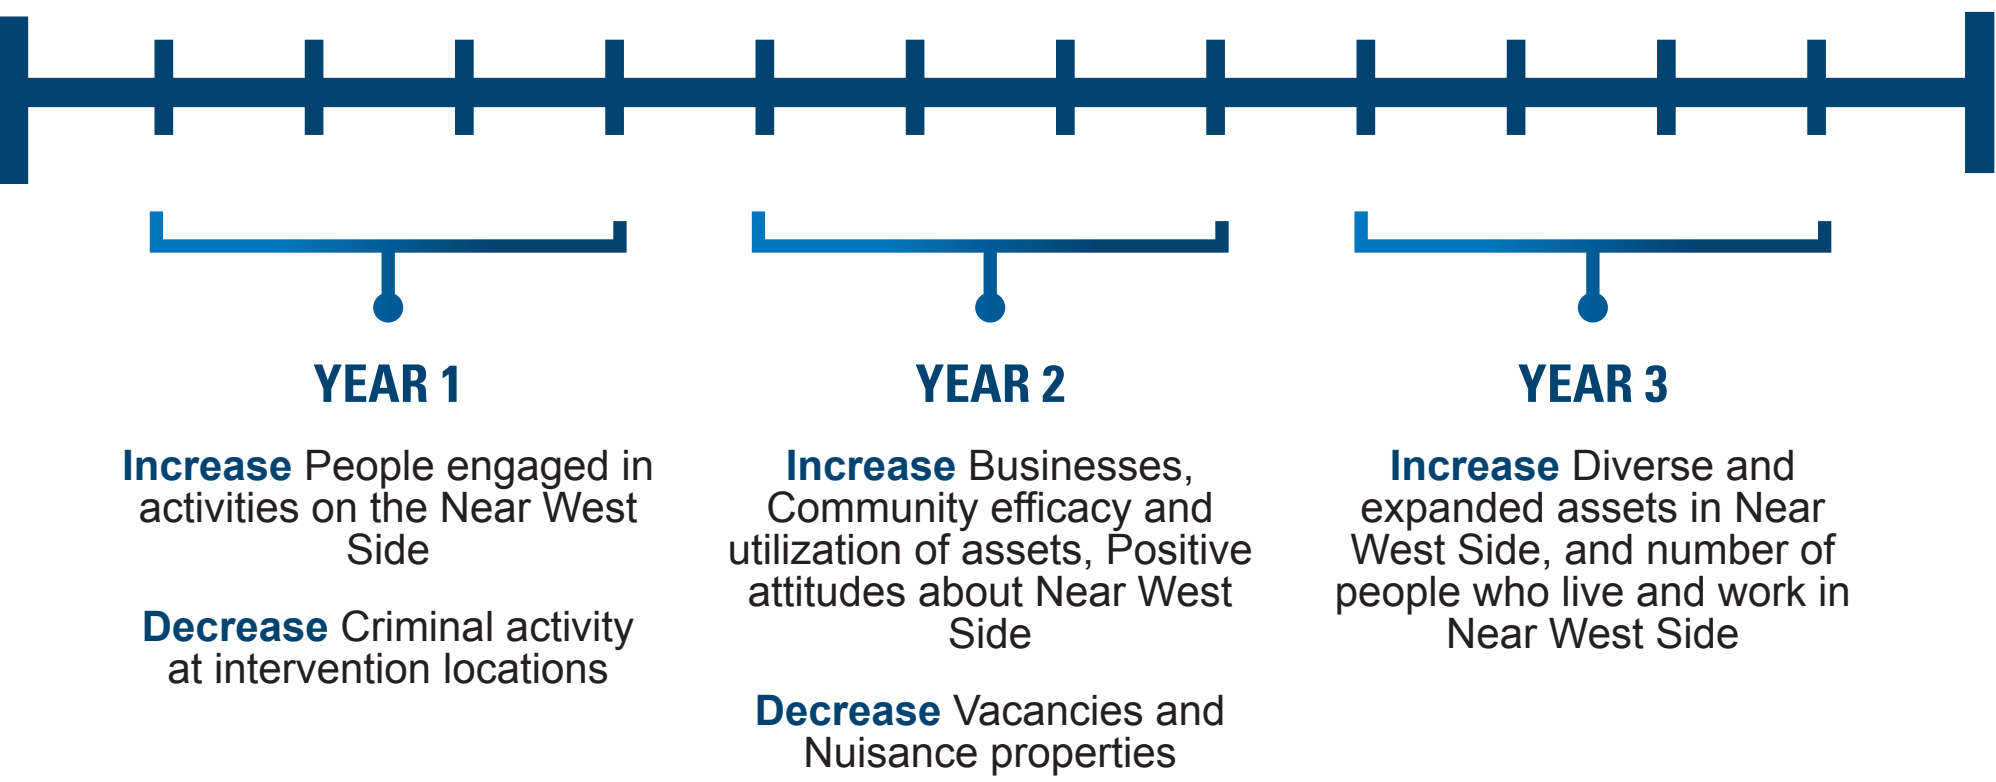 YEAR 1
Increase People engaged in
activities on the Near West
Side
Decrease Criminal activity
at intervention locations
YEAR 2
Increase Businesses,
Community efficacy and
utilization of assets, Positive
attitudes about Near West
Side
Decrease Vacancies and
Nuisance properties
YEAR 3
Increase Diverse and
expanded assets in Near
West Side, and number of
people who live and work in
Near West Side